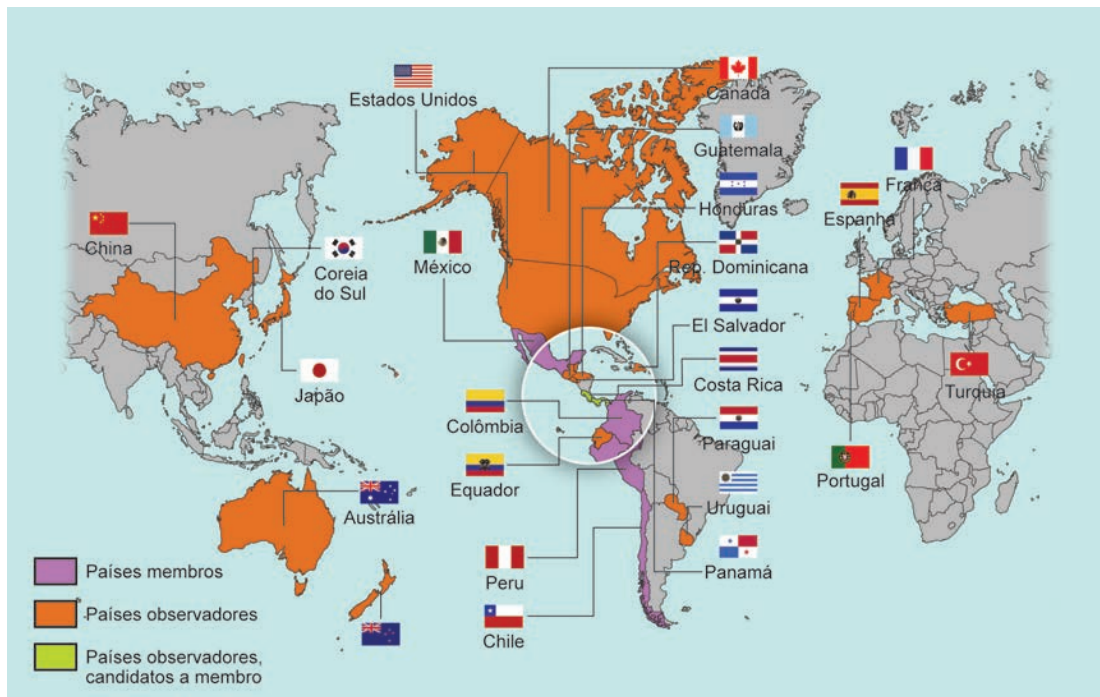 Estados Unidos
Canadá
Guatemala
Honduras
Rep. Dominicana
El Salvador
Costa Rica
Paraguai
Uruguai
Panamá
França
Espanha
Turquia
Portugal
China
Coreia
do Sul
Japão
México
Colômbia
Equador
Austrália
Peru
Chile
Países membros
Países observadores
Países observadores,
candidatos a membro